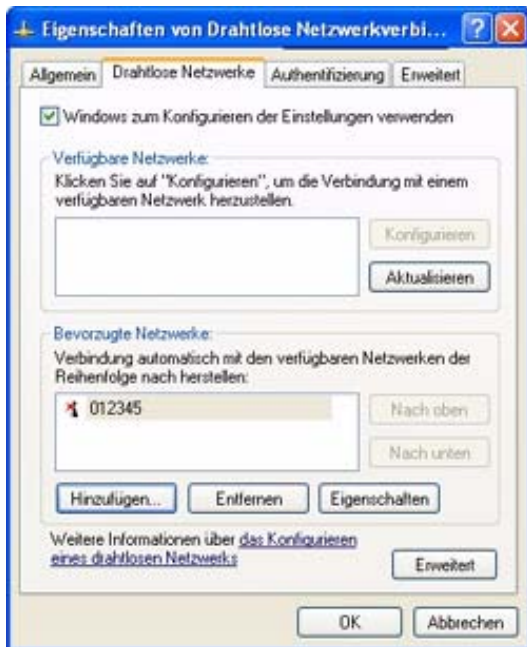 Eigenschaften von Drahtlose Netzwerkverbi...
Allgemein Drahtlose Netzwerke Authentifizierung Erweitert
Windows zum Konfigurieren der Einstellungen verwenden
Verfügbare Netzwerke:
Klicken Sie auf "Konfigurieren", um die Verbindung mit einem
verfügbaren Netzwerk herzustellen.
Konfigurieren
Aktualisieren
Bevorzugte Netzwerke:
Verbindung automatisch mit den verfügbaren Netzwerken der
Reihenfolge nach herstellen:
012345
Nach oben
Nach unten
Hinzufügen... Entfernen Eigenschaften
Weitere Informationen über das Konfigurieren
eines drahtlosen Netzwerks
Erweitert
OK Abbrechen